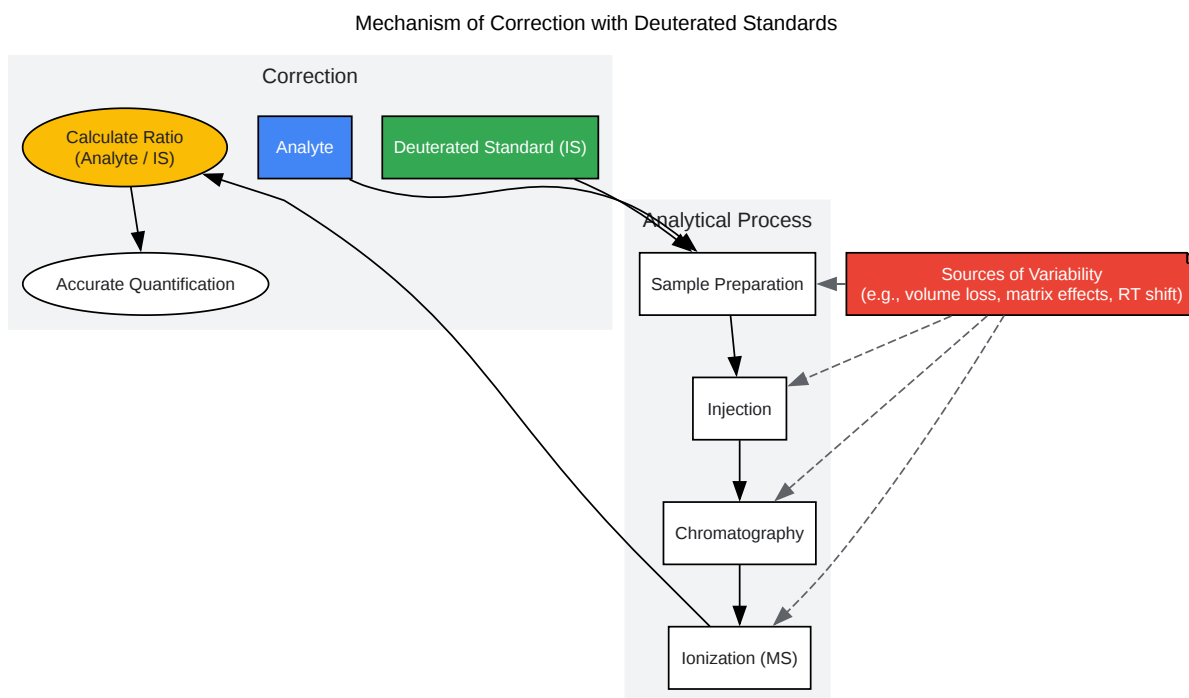 Mechanism of Correction with Deuterated Standards
Correction
Calculate Ratio
(Analyte / IS)
Analyte
Deuterated Standard (IS)
Accurate Quantification
Analytical Process
Sample Preparation
Sources of Variability
(e.g., volume loss, matrix effects, RT shift)
Injection
Chromatography
Ionization (MS)